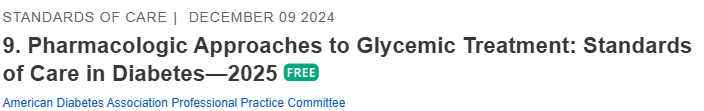 STANDARDS OF CARE | DECEMBER 09 2024
9. Pharmacologic Approaches to Glycemic Treatment: Standards
of Care in Diabetes—2025 FREE
American Diabetes Association Professional Practice Committee